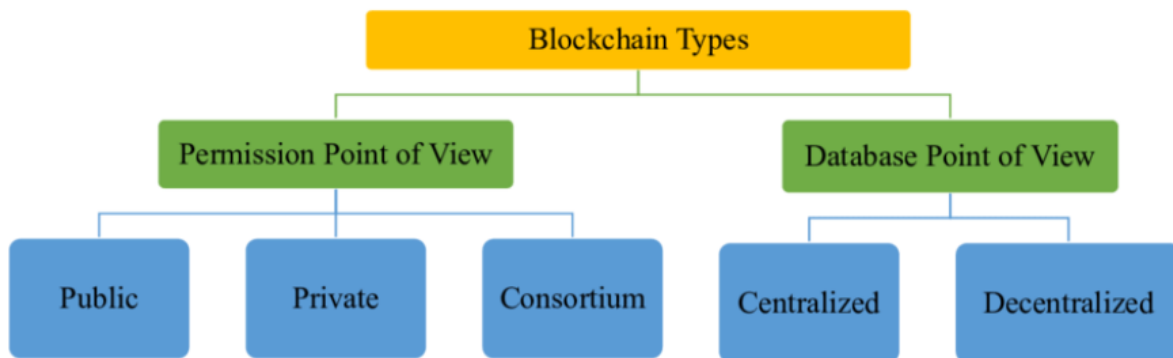 Blockchain Types
Permission Point of View
Database Point of View
Public
Private
Consortium
Centralized
Decentralized